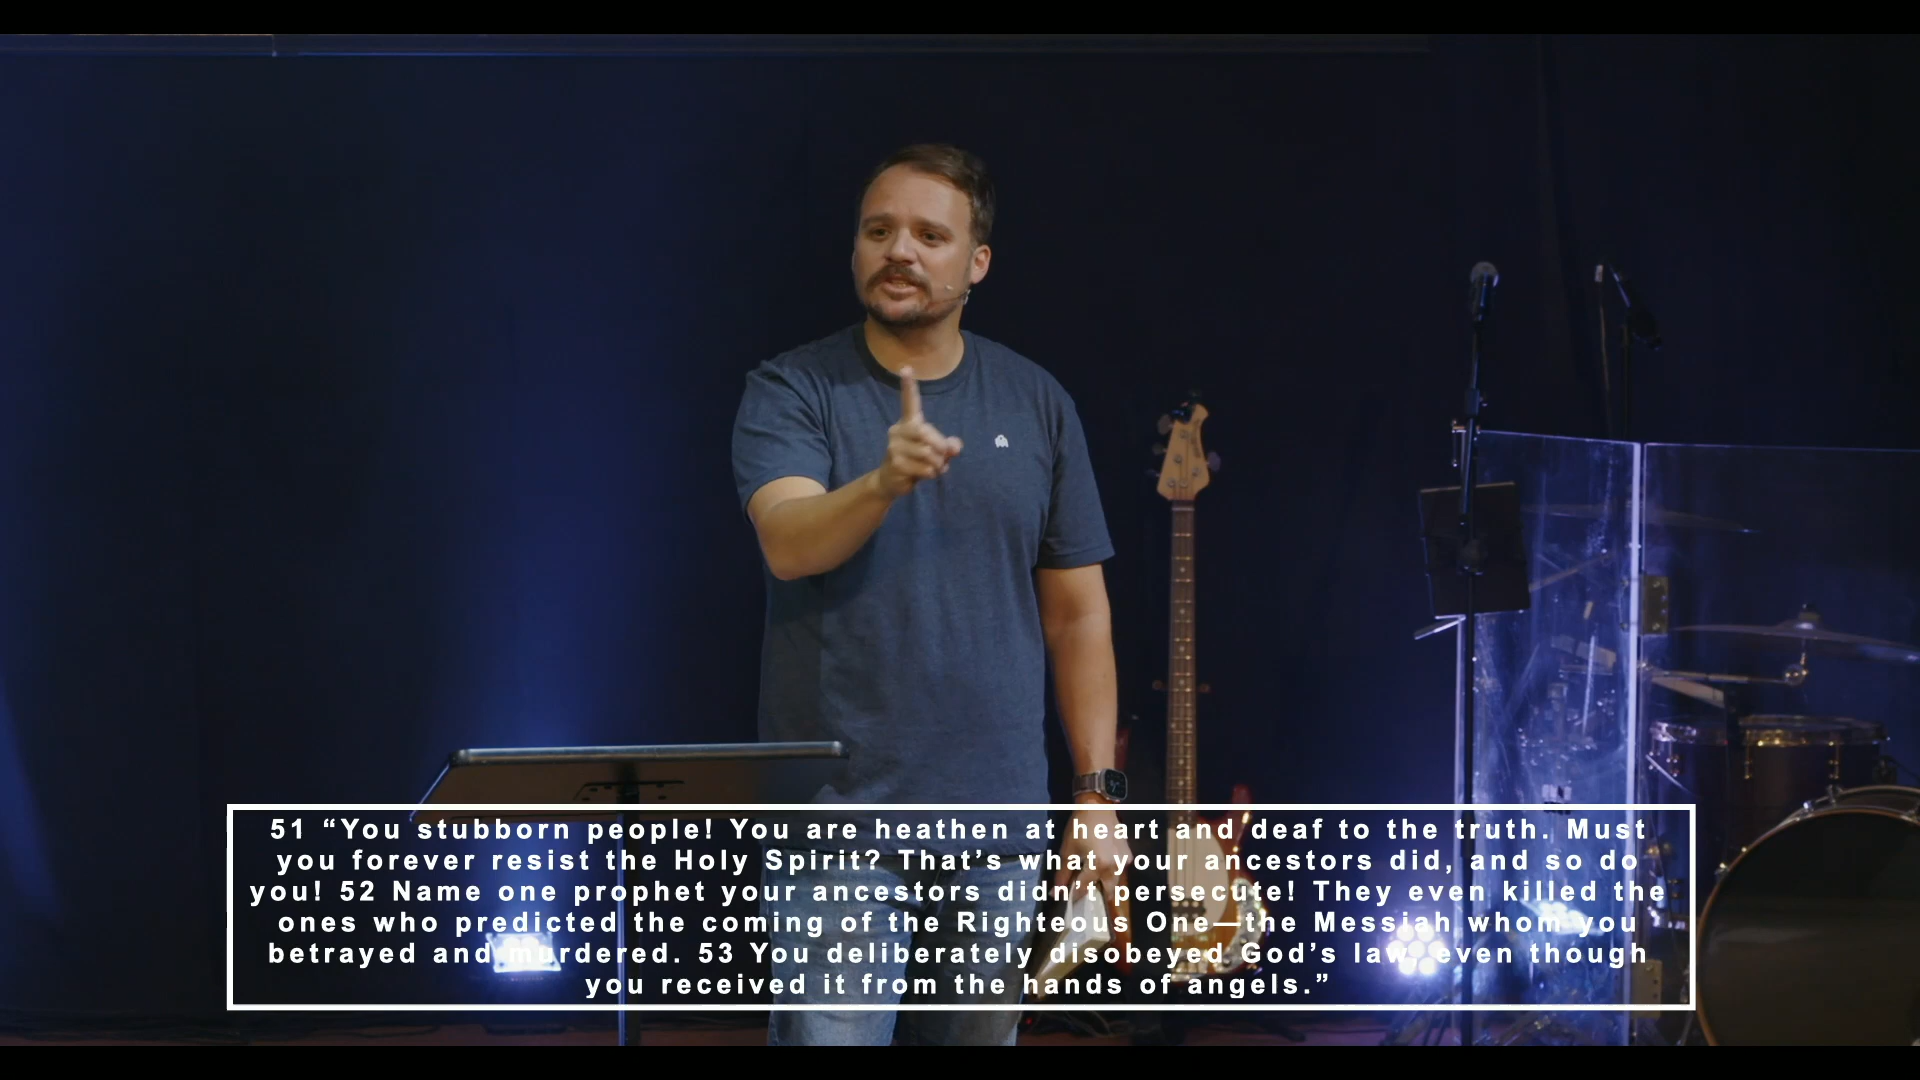 51 “You stubborn people! You are heathen at heart and deaf to the truth. Must
you forever resist the Holy Spirit? That’s what your ancestors did, and so do
you! 52 Name one prophet your ancestors didn’t persecute! They even killed the
ones who predicted the coming of the Righteous One—the Messiah whom you
betrayed and murdered. 53 You deliberately disobeyed God’s law, even though
you received it from the hands of angels.”